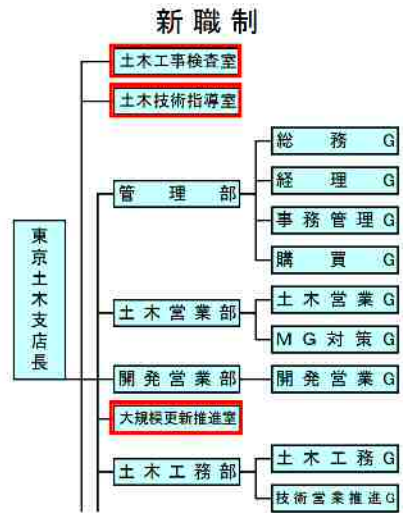 新職制
土木工事検査室
土木技術指導室
総務G
管理部
経理G
事務管理G
購買G
東京土木支店長
土木営業部
土木営業G
MG対策G
開発営業部
開発営業G
大規模更新推進室
土木工務部
土木工務G
技術営業推進G